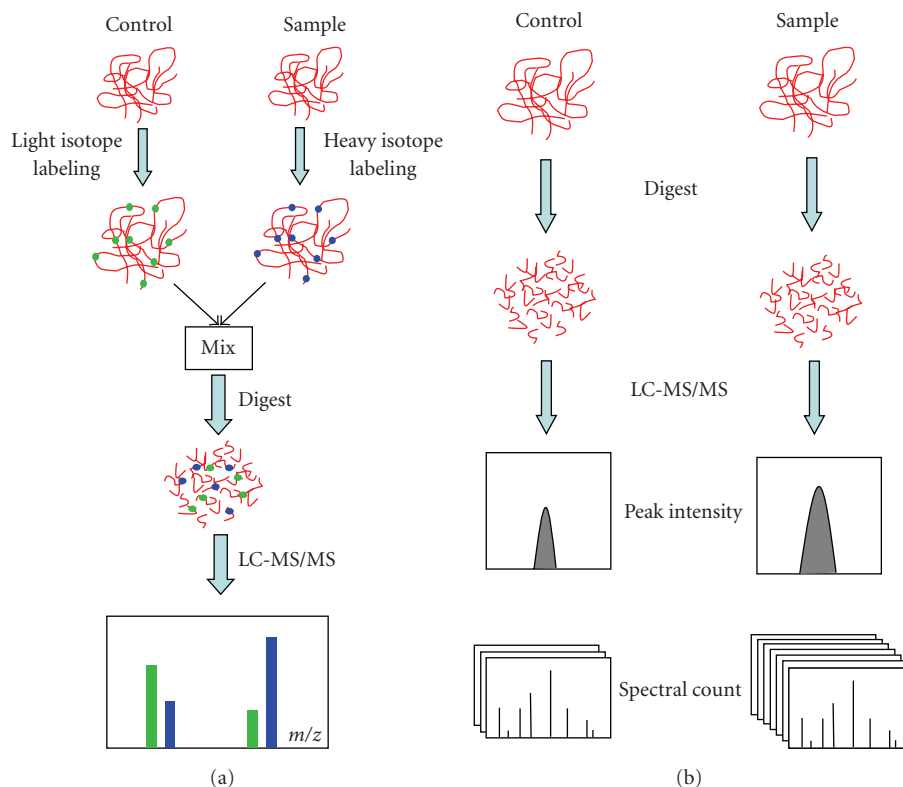 Control
Sample
Light isotope
labeling
Heavy isotope
labeling
Mix
Digest
LC-MS/MS
m/z
(a)
Control
Sample
Digest
LC-MS/MS
Peak intensity
Spectral count
(b)